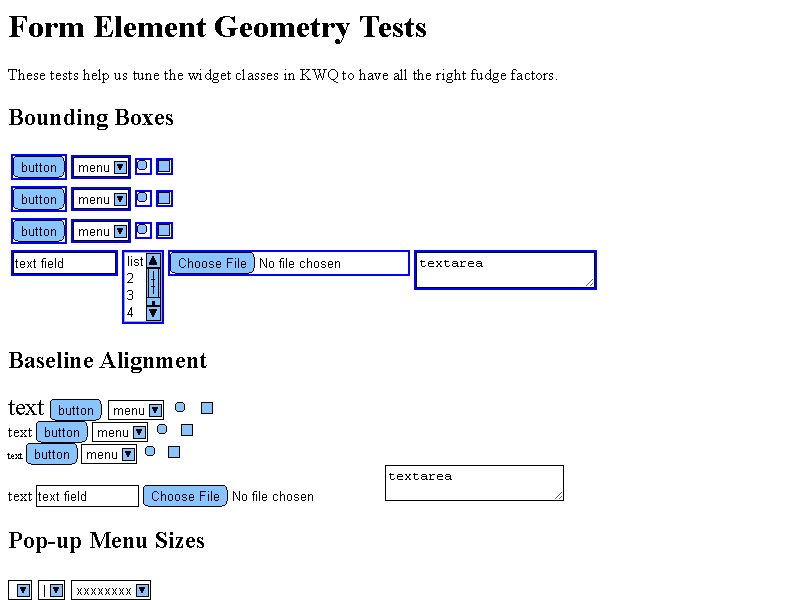 Form Element Geometry Tests
These tests help us tune the widget classes in KWQ to have all the right fudge factors.
Bounding Boxes
button menu
button menu
button menu
text field list Choose File No file chosen textarea
2
3
4
Baseline Alignment
text button menu
text button menu
text button menu
textarea
text text field Choose File No file chosen
Pop-up Menu Sizes
| xxxxxxxx